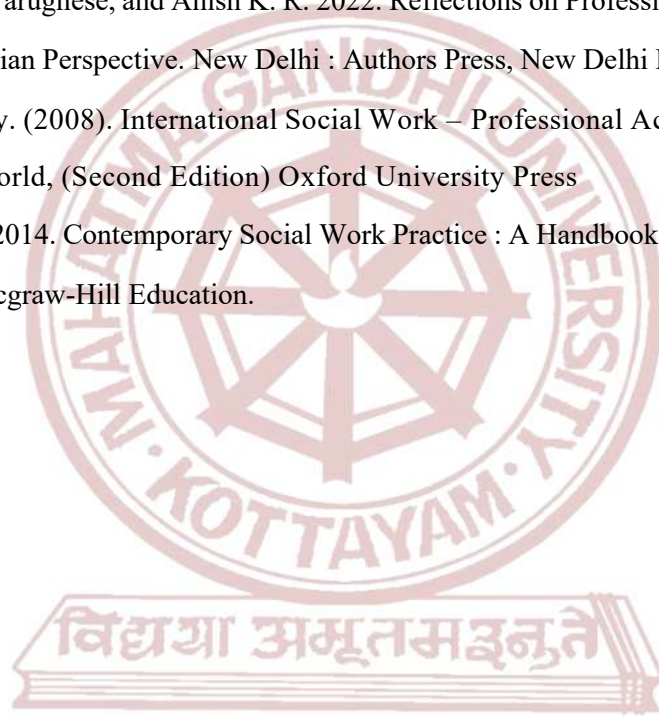 arughese, and Anish K. R. 2022. Reflections on Professi
ian Perspective. New Delhi : Authors Press, New Delhi
y. (2008). International Social Work – Professional Ac
orld, (Second Edition) Oxford University Press
2014. Contemporary Social Work Practice : A Handbook
cgraw-Hill Education.
MAHATMA GANDHI UNIVERSITY
KOTTAYAM
विद्यया अमृतमश्नुते